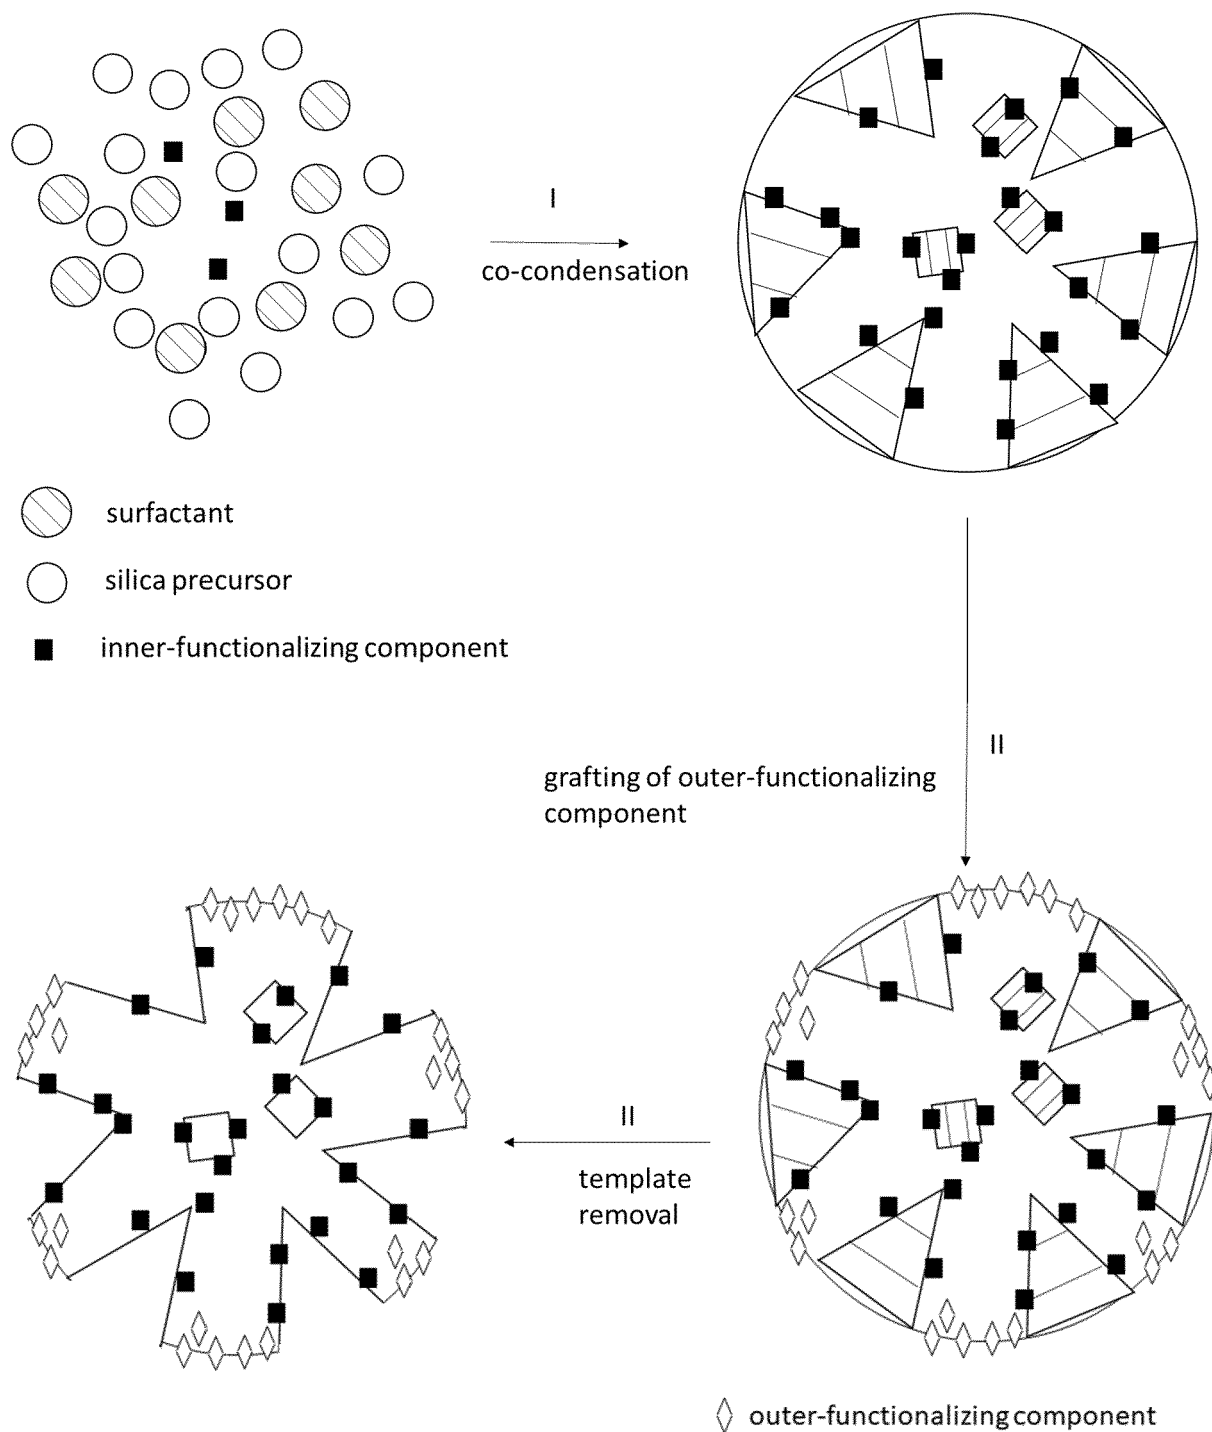 I
co-condensation
surfactant
silica precursor
inner-functionalizing component
II
grafting of outer-functionalizing
component
II
template
removal
outer-functionalizing component